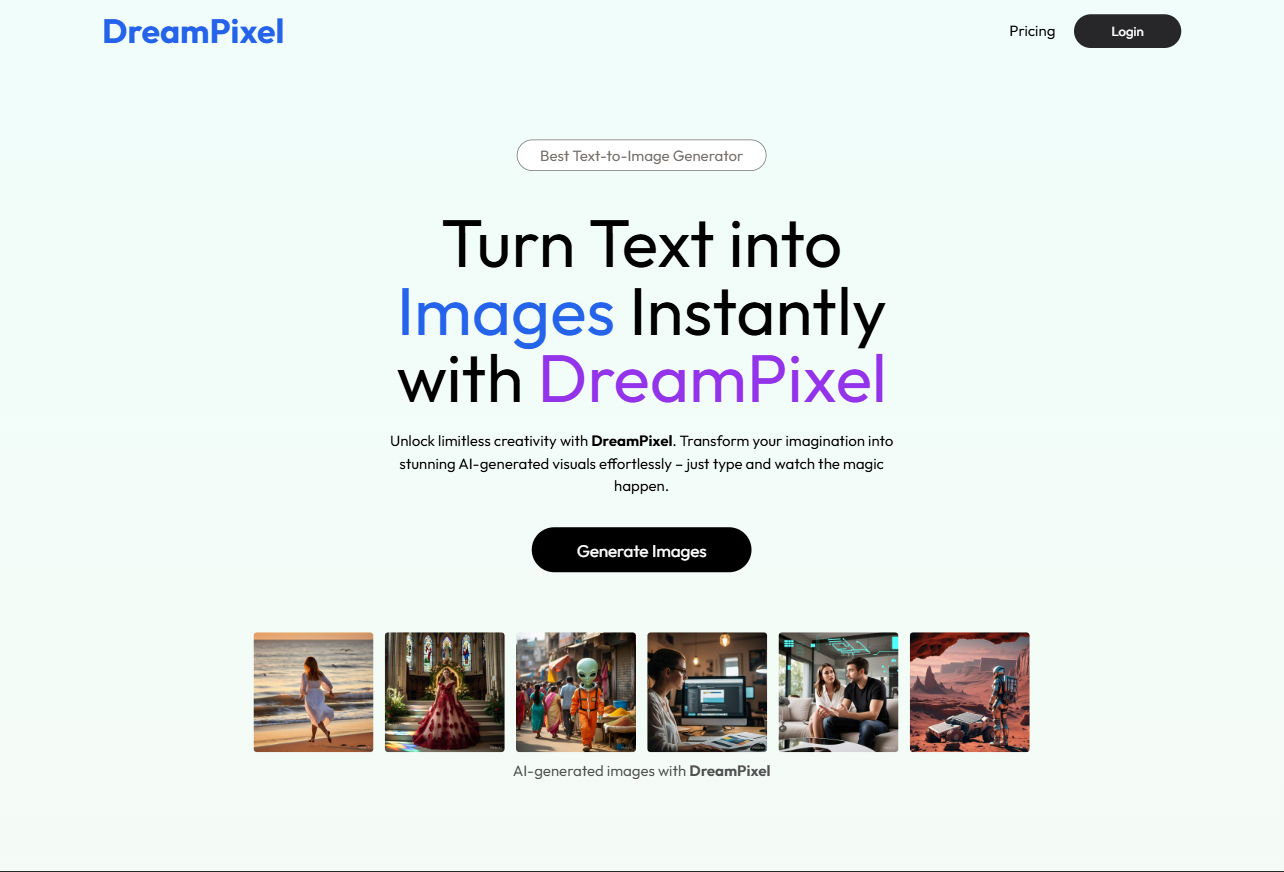 DreamPixel
Pricing
Login
Best Text-to-Image Generator
Turn Text into
Images Instantly
with DreamPixel
Unlock limitless creativity with DreamPixel. Transform your imagination into
stunning AI-generated visuals effortlessly – just type and watch the magic
happen.
Generate Images
AI-generated images with DreamPixel